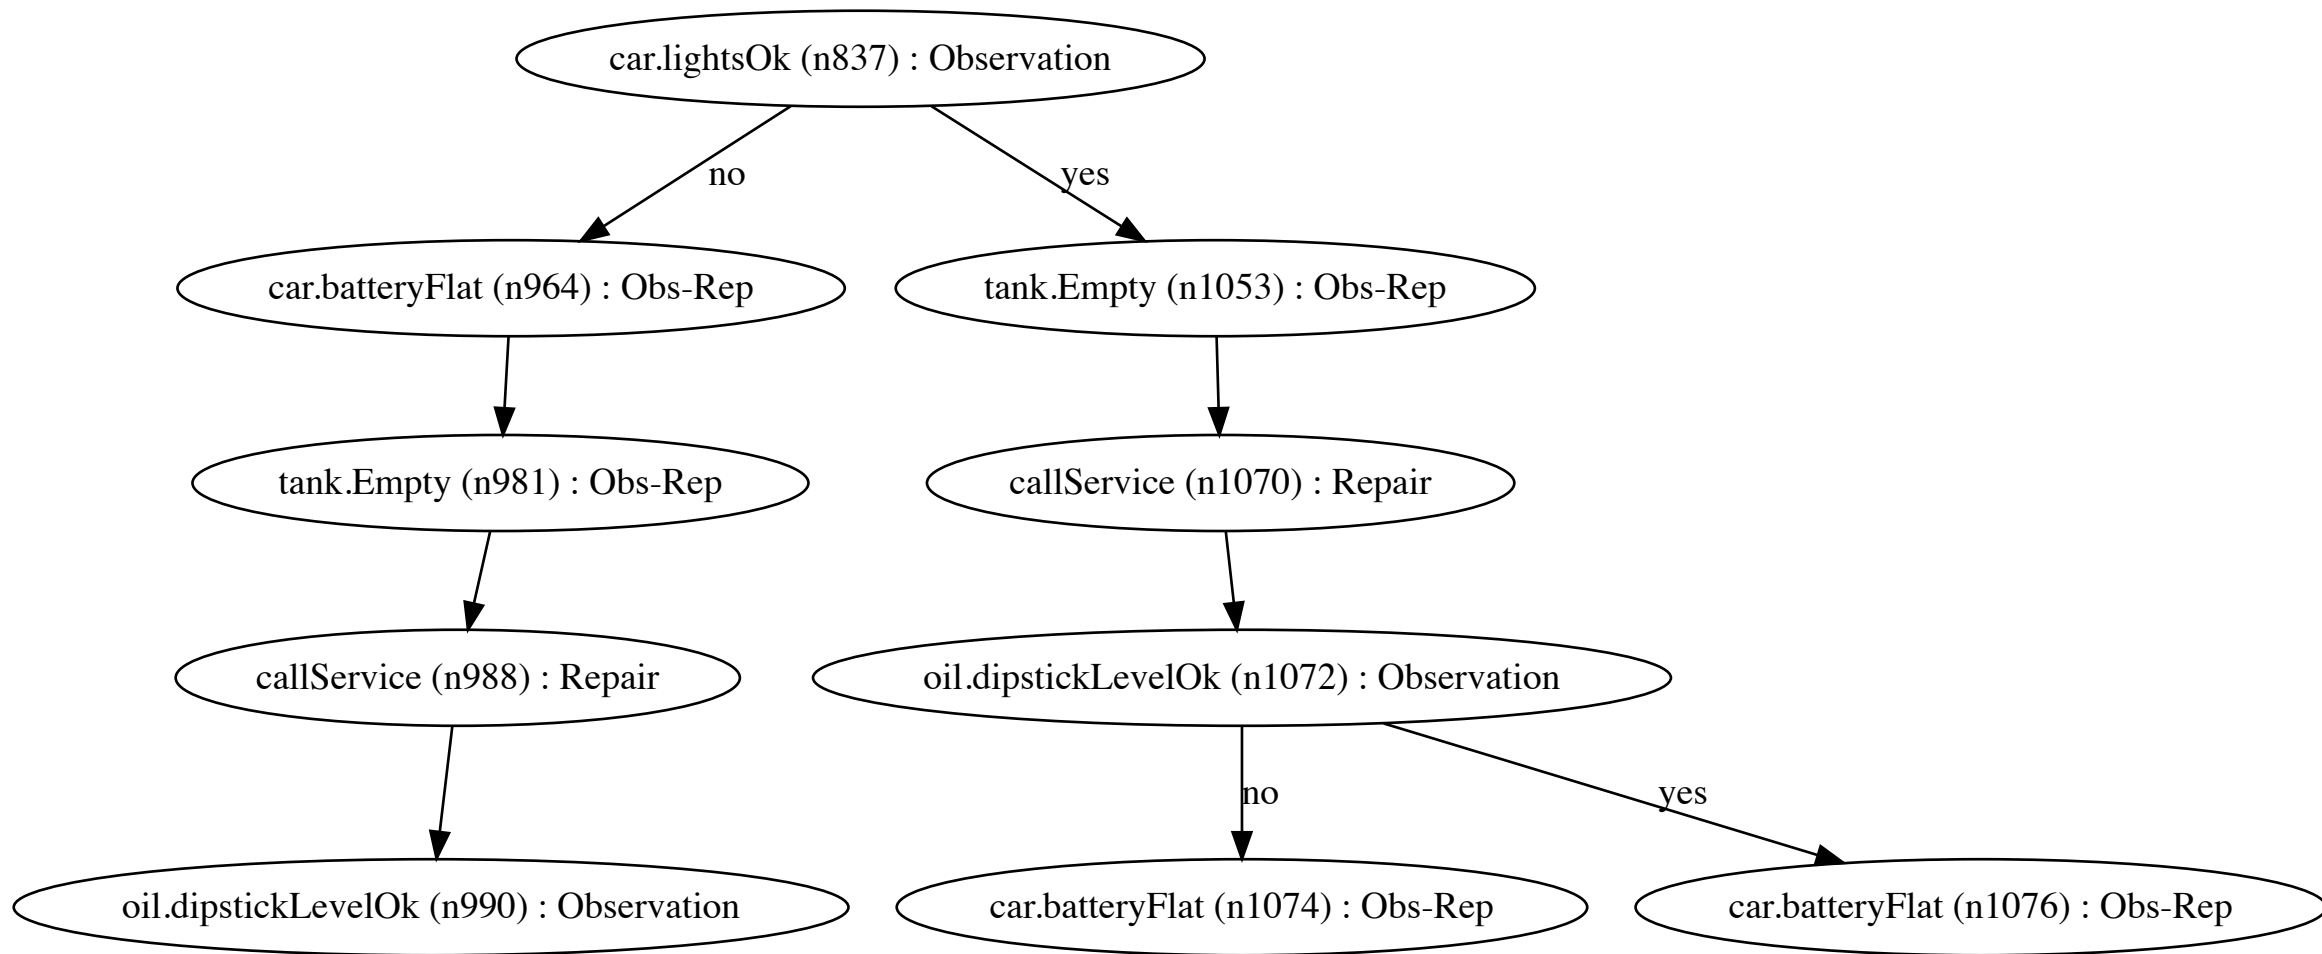 car.lightsOk (n837) : Observation
no
yes
car.batteryFlat (n964) : Obs-Rep
tank.Empty (n1053) : Obs-Rep
tank.Empty (n981) : Obs-Rep
callService (n1070) : Repair
callService (n988) : Repair
oil.dipstickLevelOk (n1072) : Observation
no
yes
oil.dipstickLevelOk (n990) : Observation
car.batteryFlat (n1074) : Obs-Rep
car.batteryFlat (n1076) : Obs-Rep